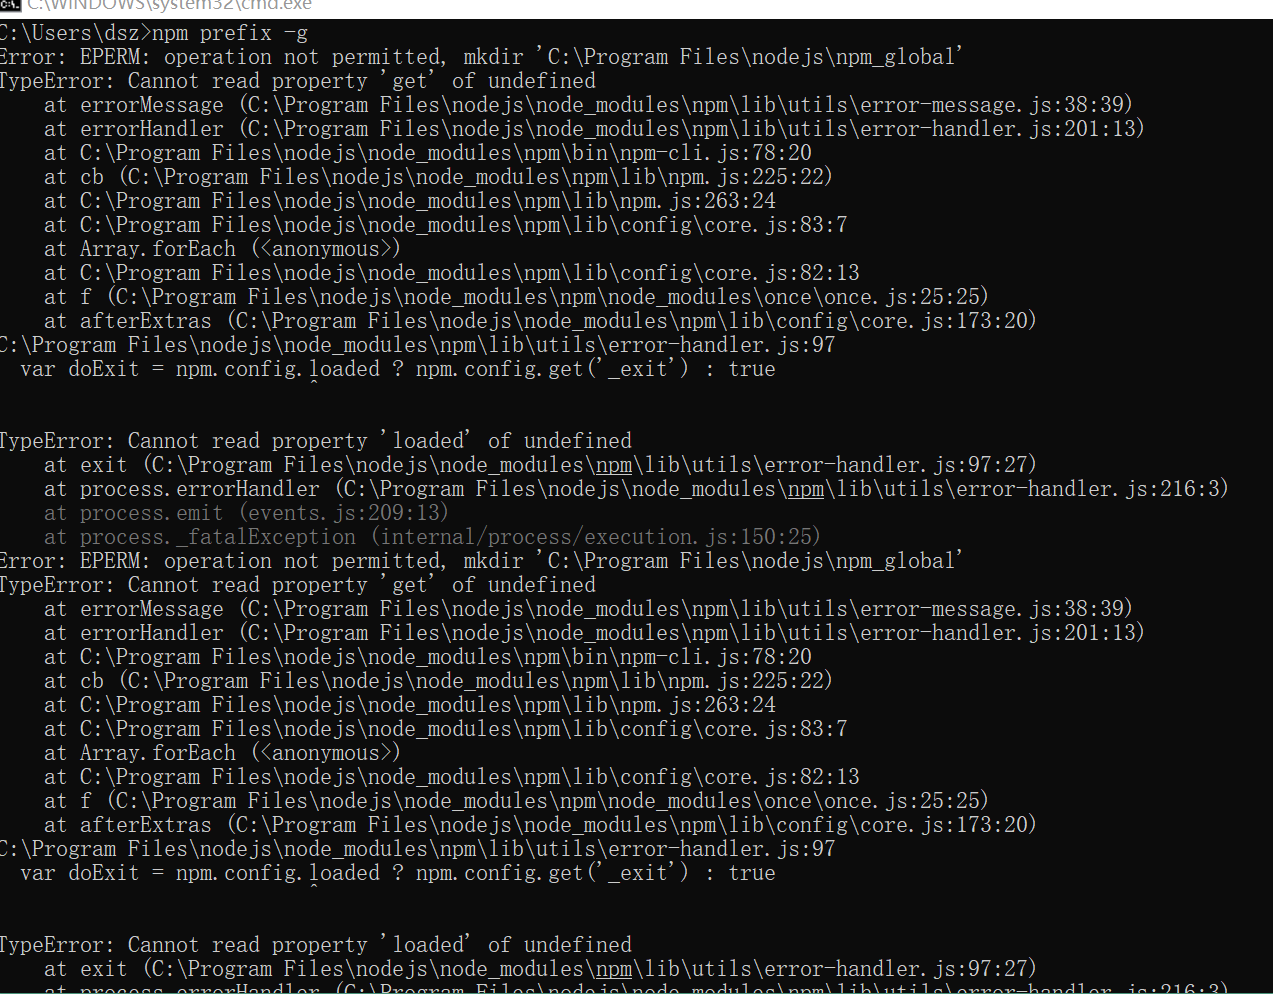 C:\WINDOWS\system32\cmd.exe
C:\Users\dsz>npm prefix -g
Error: EPERM: operation not permitted, mkdir 'C:\Program Files\nodejs\npm_global'
TypeError: Cannot read property 'get' of undefined
    at errorMessage (C:\Program Files\nodejs\node_modules\npm\lib\utils\error-message.js:38:39)
    at errorHandler (C:\Program Files\nodejs\node_modules\npm\lib\utils\error-handler.js:201:13)
    at C:\Program Files\nodejs\node_modules\npm\bin\npm-cli.js:78:20
    at cb (C:\Program Files\nodejs\node_modules\npm\lib\npm.js:225:22)
    at C:\Program Files\nodejs\node_modules\npm\lib\npm.js:263:24
    at C:\Program Files\nodejs\node_modules\npm\lib\config\core.js:83:7
    at Array.forEach (<anonymous>)
    at C:\Program Files\nodejs\node_modules\npm\lib\config\core.js:82:13
    at f (C:\Program Files\nodejs\node_modules\npm\node_modules\once\once.js:25:25)
    at afterExtras (C:\Program Files\nodejs\node_modules\npm\lib\config\core.js:173:20)
C:\Program Files\nodejs\node_modules\npm\lib\utils\error-handler.js:97
  var doExit = npm.config.loaded ? npm.config.get('_exit') : true
                          ^
TypeError: Cannot read property 'loaded' of undefined
    at exit (C:\Program Files\nodejs\node_modules\npm\lib\utils\error-handler.js:97:27)
    at process.errorHandler (C:\Program Files\nodejs\node_modules\npm\lib\utils\error-handler.js:216:3)
    at process.emit (events.js:209:13)
    at process._fatalException (internal/process/execution.js:150:25)
Error: EPERM: operation not permitted, mkdir 'C:\Program Files\nodejs\npm_global'
TypeError: Cannot read property 'get' of undefined
    at errorMessage (C:\Program Files\nodejs\node_modules\npm\lib\utils\error-message.js:38:39)
    at errorHandler (C:\Program Files\nodejs\node_modules\npm\lib\utils\error-handler.js:201:13)
    at C:\Program Files\nodejs\node_modules\npm\bin\npm-cli.js:78:20
    at cb (C:\Program Files\nodejs\node_modules\npm\lib\npm.js:225:22)
    at C:\Program Files\nodejs\node_modules\npm\lib\npm.js:263:24
    at C:\Program Files\nodejs\node_modules\npm\lib\config\core.js:83:7
    at Array.forEach (<anonymous>)
    at C:\Program Files\nodejs\node_modules\npm\lib\config\core.js:82:13
    at f (C:\Program Files\nodejs\node_modules\npm\node_modules\once\once.js:25:25)
    at afterExtras (C:\Program Files\nodejs\node_modules\npm\lib\config\core.js:173:20)
C:\Program Files\nodejs\node_modules\npm\lib\utils\error-handler.js:97
  var doExit = npm.config.loaded ? npm.config.get('_exit') : true
                          ^
TypeError: Cannot read property 'loaded' of undefined
    at exit (C:\Program Files\nodejs\node_modules\npm\lib\utils\error-handler.js:97:27)
    at process.errorHandler (C:\Program Files\nodejs\node_modules\npm\lib\utils\error-handler.js:216:3)